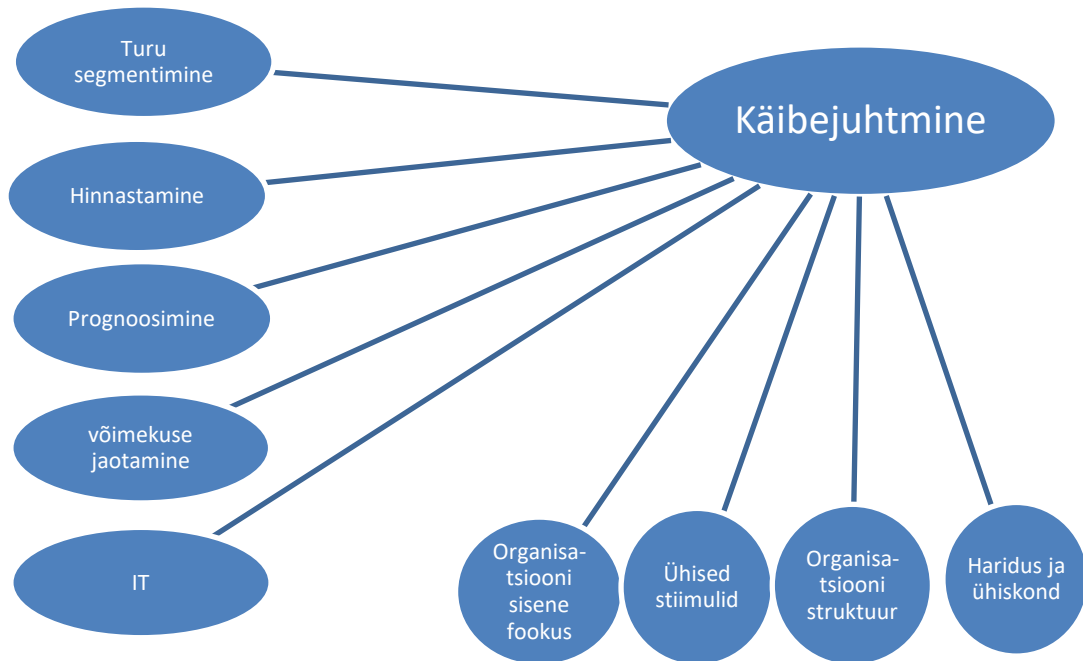 Turu
segmentimine
Käibejuhtmine
Hinnastamine
Prognoosimine
võimekuse
jaotamine
IT
Organisa-
tsiooni
sisene
fookus
Ühised
stiimulid
Organisa-
tsiooni
struktuur
Haridus ja
ühiskond